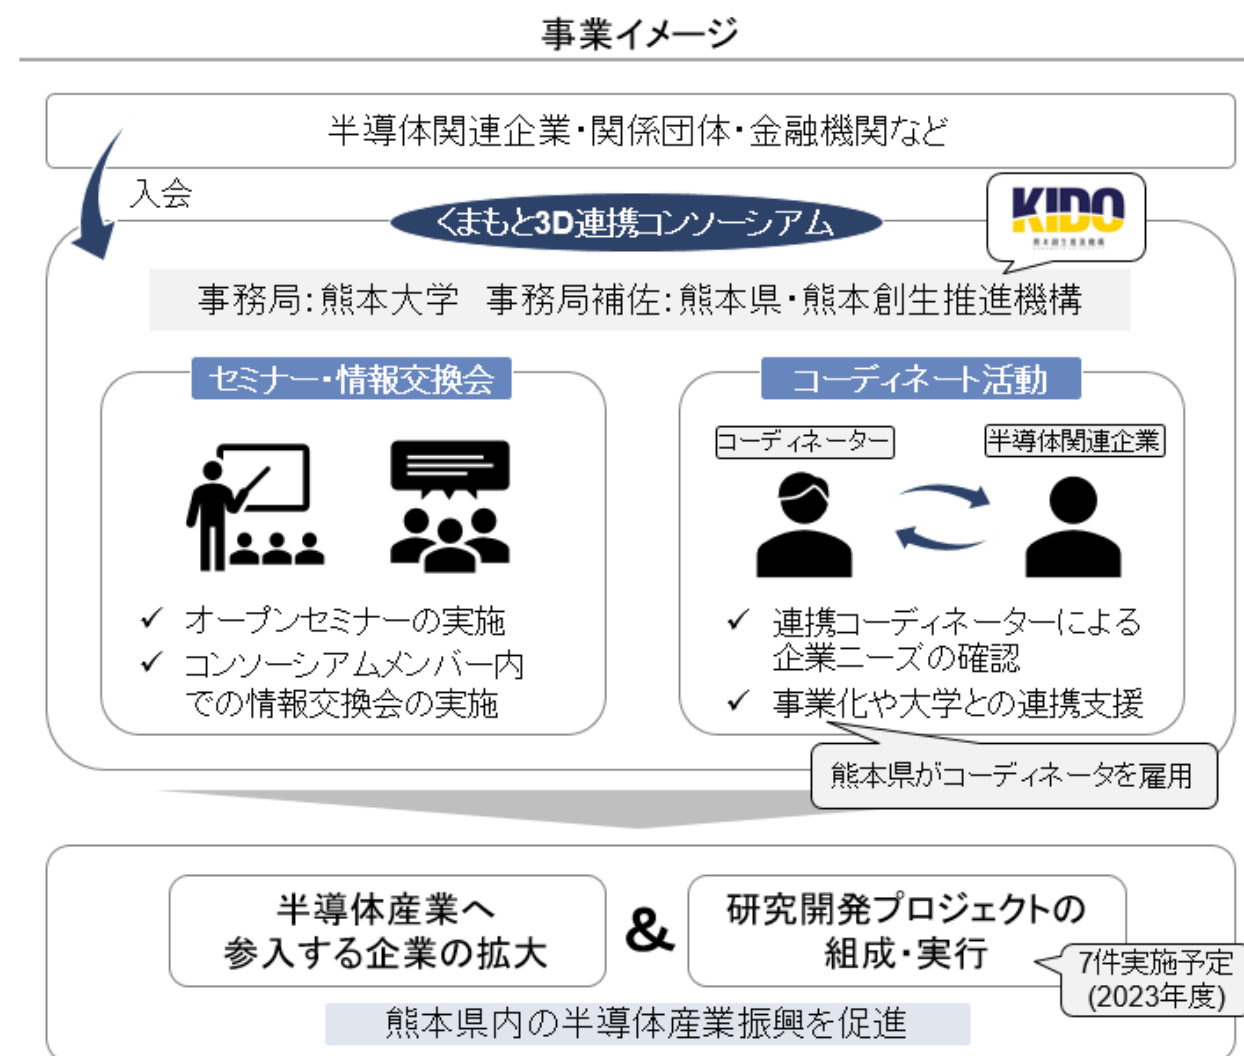 事業イメージ
半導体関連企業・関係団体・金融機関など
入会
くまもと3D連携コンソーシアム
KIDO
熊本創生推進機構
事務局：熊本大学　事務局補佐：熊本県・熊本創生推進機構
セミナー・情報交換会
✓ オープンセミナーの実施
✓ コンソーシアムメンバー内
での情報交換会の実施
コーディネート活動
コーディネーター
半導体関連企業
✓ 連携コーディネーターによる
企業ニーズの確認
✓ 事業化や大学との連携支援
熊本県がコーディネータを雇用
半導体産業へ
参入する企業の拡大
&
研究開発プロジェクトの
組成・実行
7件実施予定
(2023年度)
熊本県内の半導体産業振興を促進